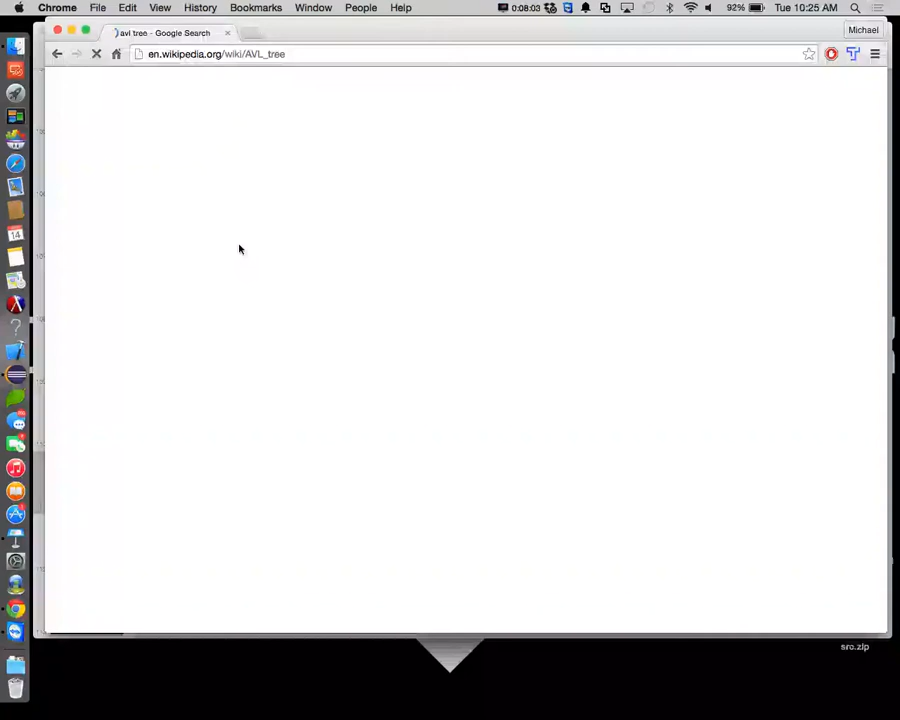 Chrome File Edit View History Bookmarks Window People Help 0:08:03 92% Tue 10:25 AM
avl tree - Google Search Michael
en.wikipedia.org/wiki/AVL_tree
14
src.zip